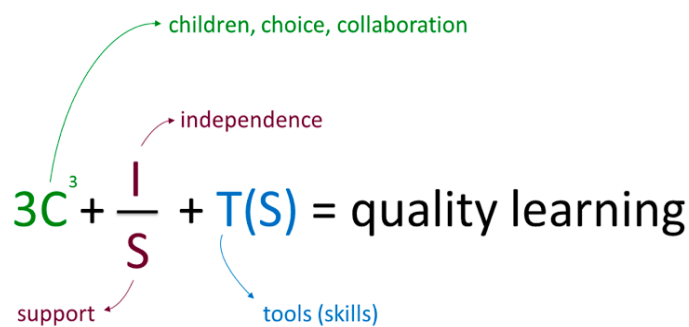 children, choice, collaboration
independence
3C³ + I/S + T(S) = quality learning
support
tools (skills)